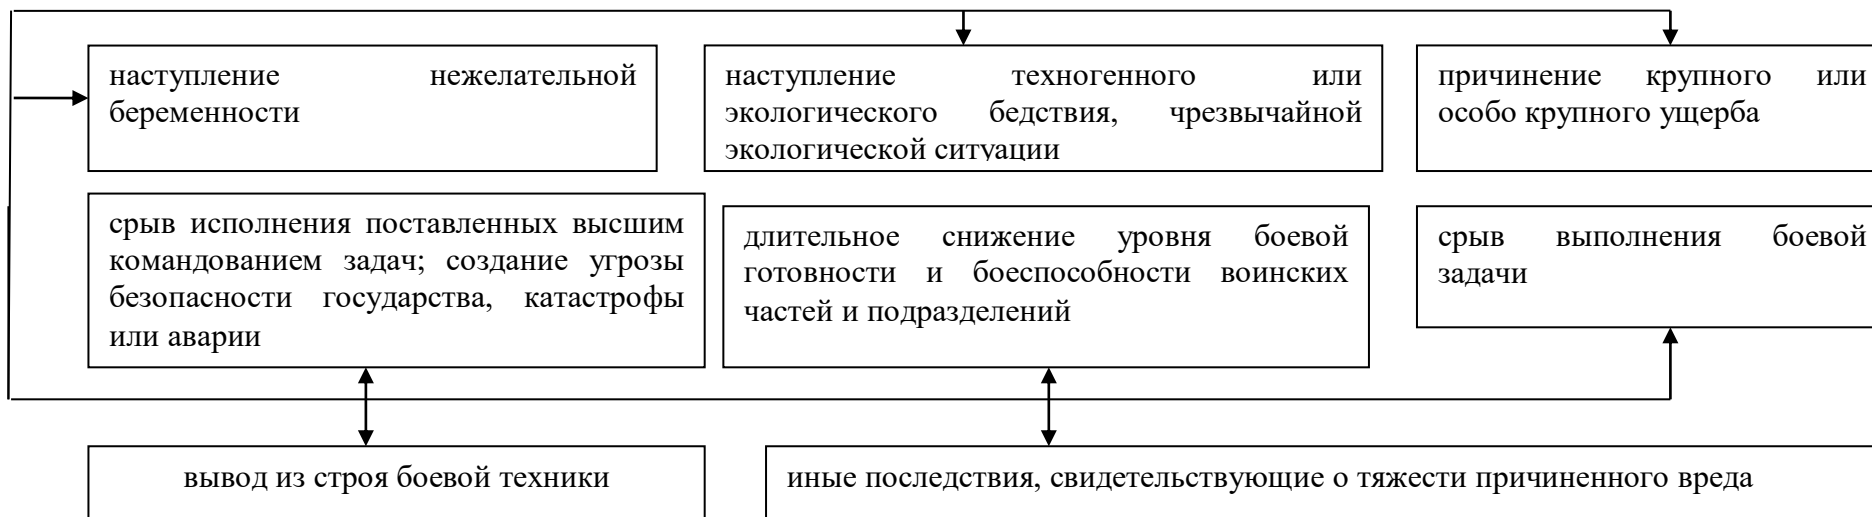 наступление нежелательной
беременности
наступление техногенного или
экологического бедствия, чрезвычайной
экологической ситуации
причинение крупного или
особо крупного ущерба
срыв исполнения поставленных высшим
командованием задач; создание угрозы
безопасности государства, катастрофы
или аварии
длительное снижение уровня боевой
готовности и боеспособности воинских
частей и подразделений
срыв выполнения боевой
задачи
вывод из строя боевой техники
иные последствия, свидетельствующие о тяжести причиненного вреда